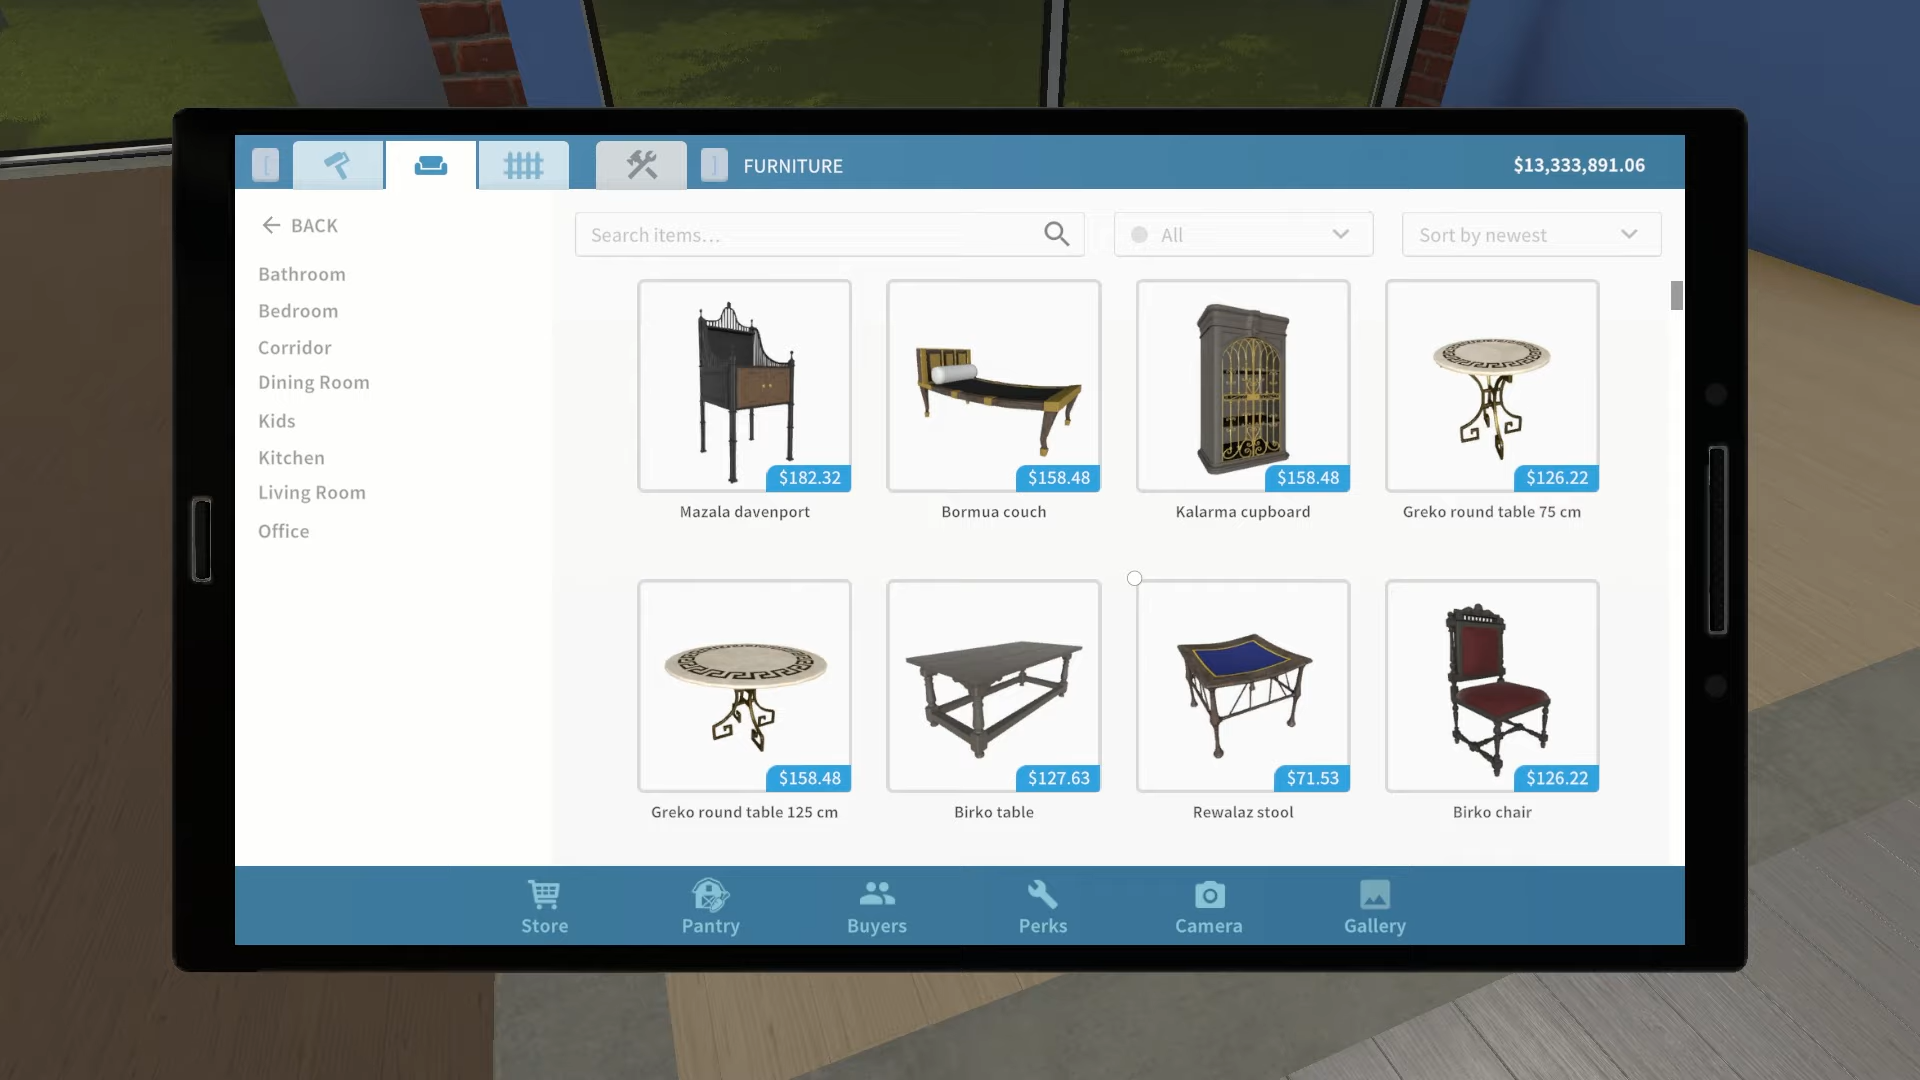 [
]
FURNITURE
$13,333,891.06
BACK
Search items...
All
Sort by newest
Bathroom
Bedroom
Corridor
Dining Room
Kids
Kitchen
Living Room
Office
$182.32
$158.48
$158.48
$126.22
Mazala davenport
Bormua couch
Kalarma cupboard
Greko round table 75 cm
$158.48
$127.63
$71.53
$126.22
Greko round table 125 cm
Birko table
Rewalaz stool
Birko chair
Store
Pantry
Buyers
Perks
Camera
Gallery